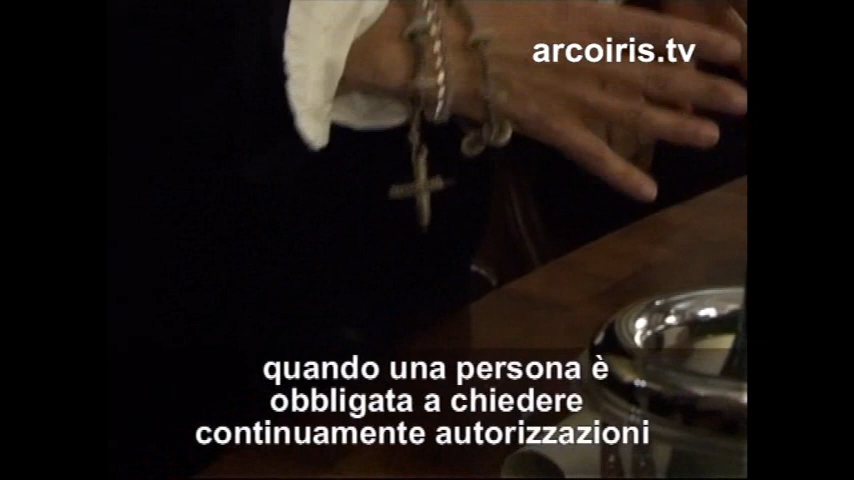 arcoiris.tv
quando una persona è
obbligata a chiedere
continuamente autorizzazioni